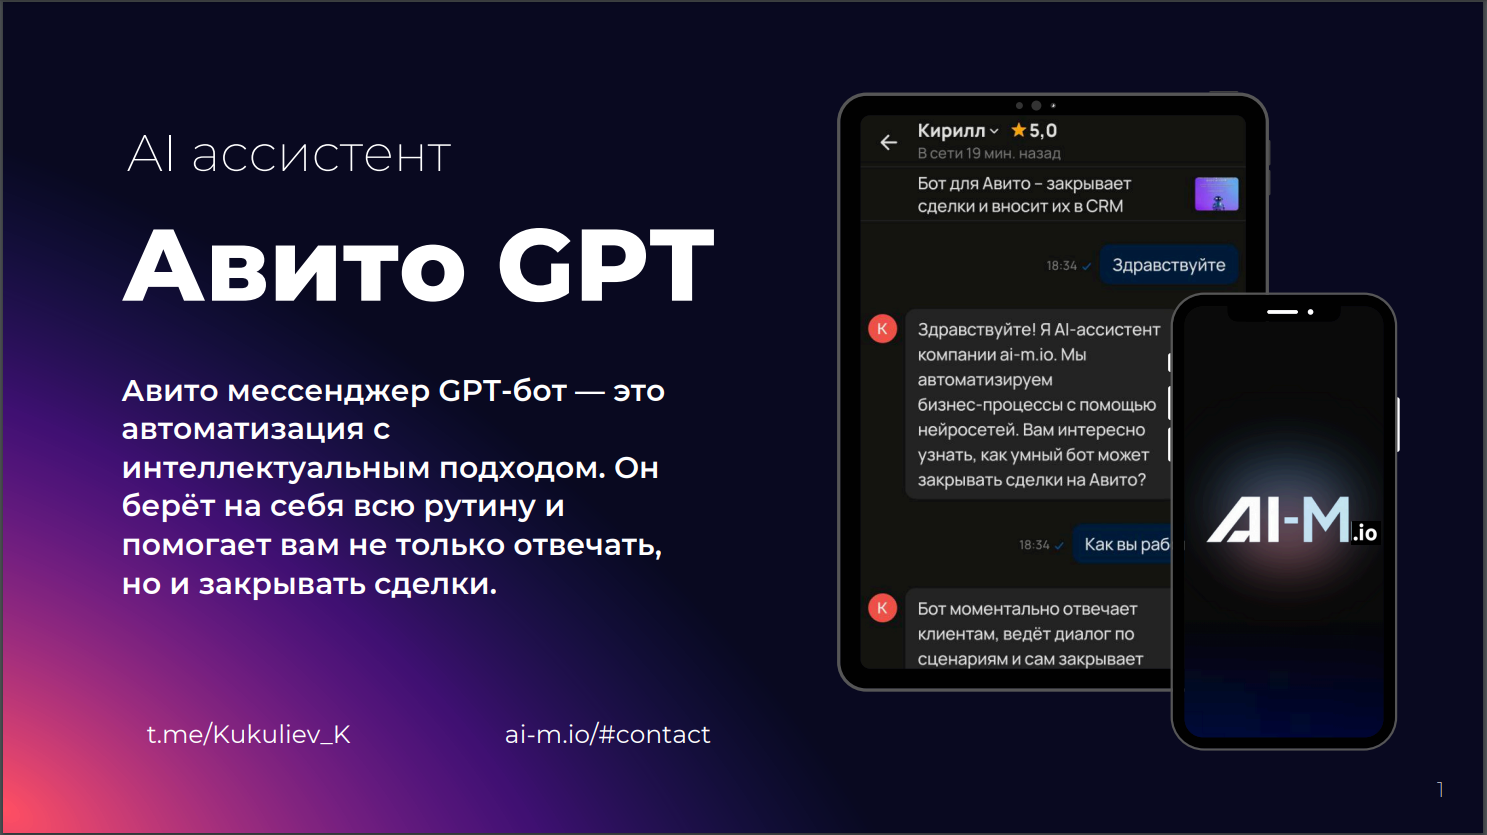 AI ассистент
Авито GPT
Авито мессенджер GPT-бот — это
автоматизация с
интеллектуальным подходом. Он
берёт на себя всю рутину и
помогает вам не только отвечать,
но и закрывать сделки.
t.me/Kukuliev_K
ai-m.io/#contact
Кирилл 5,0
В сети 19 мин. назад
Бот для Авито – закрывает
сделки и вносит их в CRM
18:34 Здравствуйте
К
Здравствуйте! Я AI-ассистент
компании ai-m.io. Мы
автоматизируем
бизнес-процессы с помощью
нейросетей. Вам интересно
узнать, как умный бот может
закрывать сделки на Авито?
18:34 Как вы раб
К
Бот моментально отвечает
клиентам, ведёт диалог по
сценариям и сам закрывает
AI-M.io
1